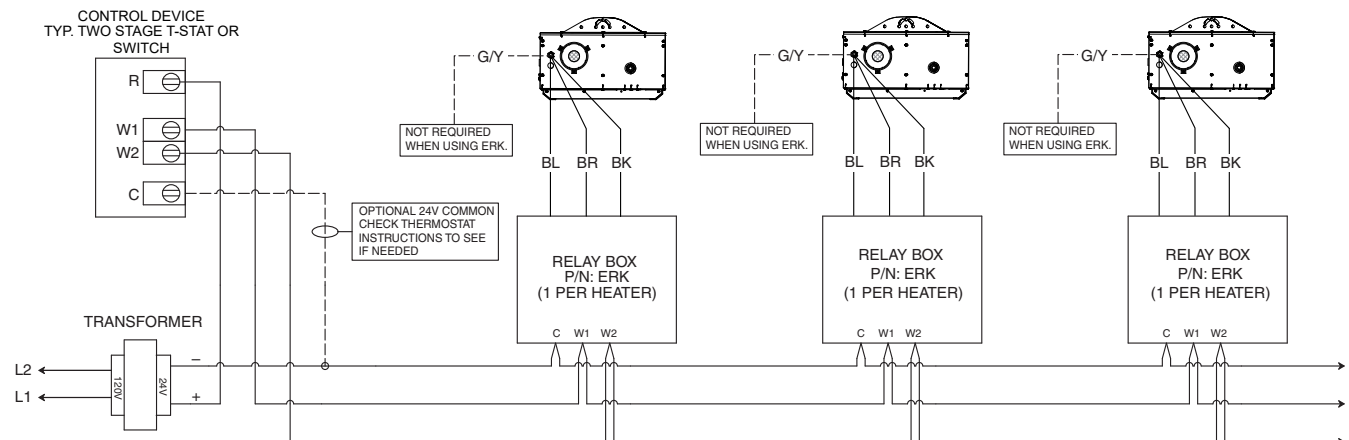 CONTROL DEVICE
TYP. TWO STAGE T-STAT OR
SWITCH
R
W1
W2
C
OPTIONAL 24V COMMON
CHECK THERMOSTAT
INSTRUCTIONS TO SEE
IF NEEDED
TRANSFORMER
L2
L1
120V
24V
–
+
G/Y
NOT REQUIRED
WHEN USING ERK.
BL BR BK
RELAY BOX
P/N: ERK
(1 PER HEATER)
C W1 W2
G/Y
NOT REQUIRED
WHEN USING ERK.
BL BR BK
RELAY BOX
P/N: ERK
(1 PER HEATER)
C W1 W2
G/Y
NOT REQUIRED
WHEN USING ERK.
BL BR BK
RELAY BOX
P/N: ERK
(1 PER HEATER)
C W1 W2